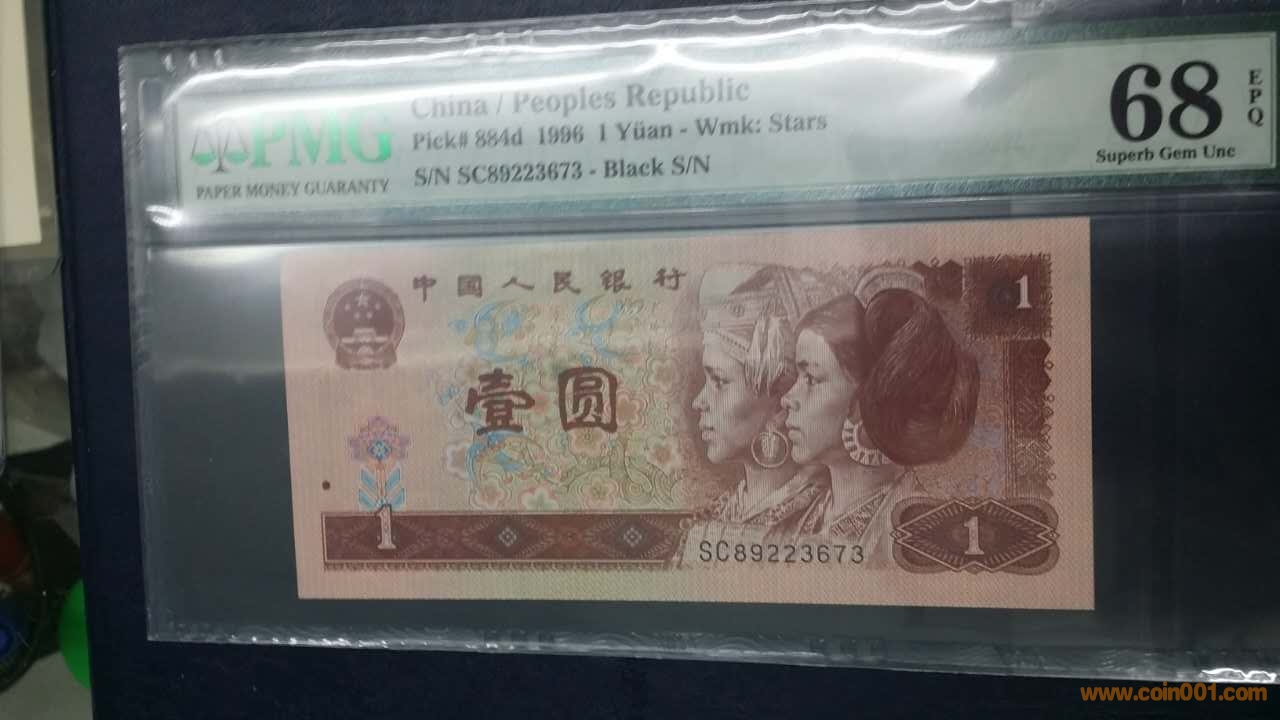 China / Peoples Republic
Pick# 884d 1996 1 Yüan - Wmk: Stars
S/N SC89223673 - Black S/N
PMG
PAPER MONEY GUARANTY
68
EPQ
Superb Gem Unc
中国人民银行
1
壹圆
1
SC89223673
1
www.coin001.com